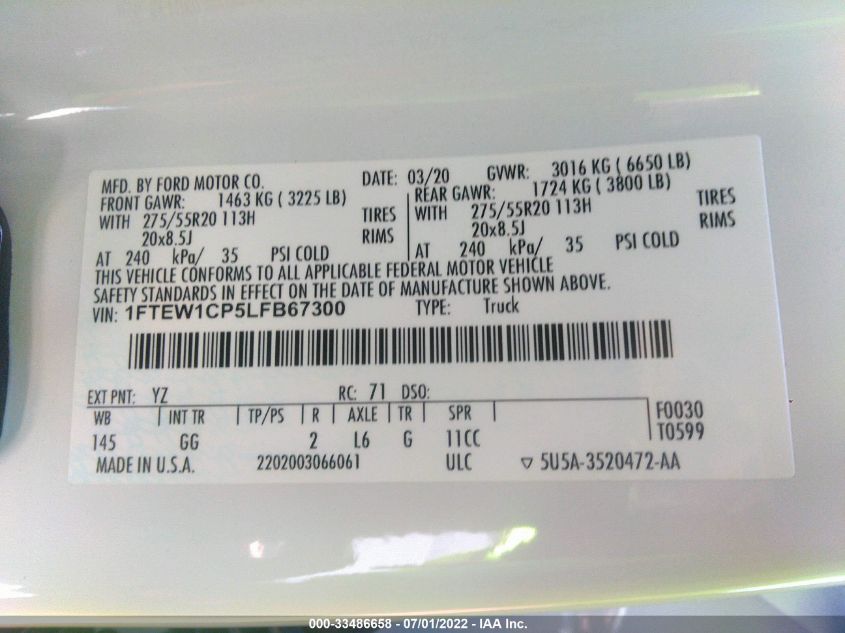 MFD. BY FORD MOTOR CO. DATE: 03/20 GVWR: 3016 KG ( 6650 LB)
FRONT GAWR: 1463 KG ( 3225 LB) REAR GAWR: 1724 KG ( 3800 LB)
WITH 275/55R20 113H TIRES WITH 275/55R20 113H TIRES
20x8.5J RIMS 20x8.5J RIMS
AT 240 kPa/ 35 PSI COLD AT 240 kPa/ 35 PSI COLD
THIS VEHICLE CONFORMS TO ALL APPLICABLE FEDERAL MOTOR VEHICLE
SAFETY STANDARDS IN EFFECT ON THE DATE OF MANUFACTURE SHOWN ABOVE.
VIN: 1FTEW1CP5LFB67300 TYPE: Truck
EXT PNT: YZ RC: 71 DSO:
WB INT TR TP/PS R AXLE TR SPR F0030
145 GG 2 L6 G 11CC T0599
MADE IN U.S.A. 2202003066061 ULC ▽ 5U5A-3520472-AA
000-33486658 - 07/01/2022 - IAA Inc.